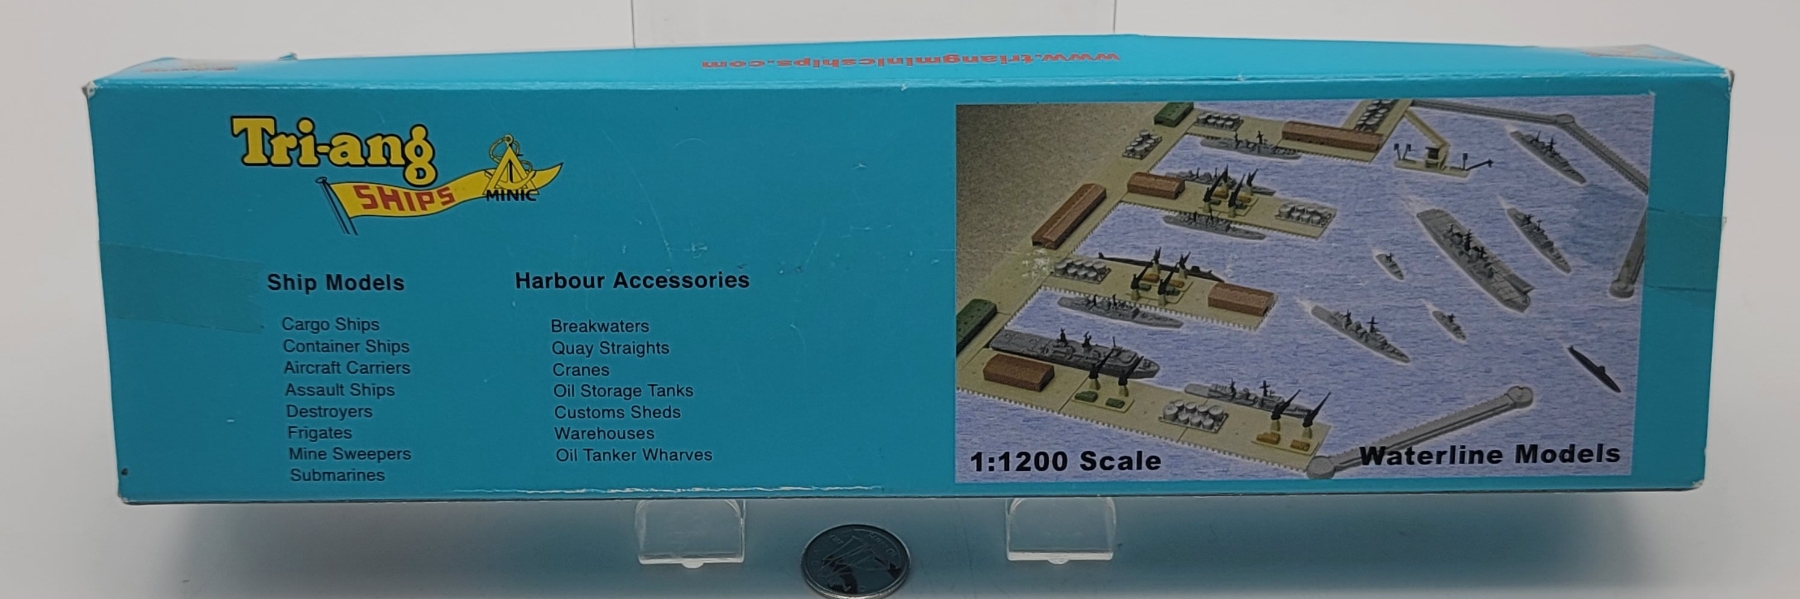 www.triangminicships.com
Tri-ang
SHIPS
MINIC
Ship Models
Cargo Ships
Container Ships
Aircraft Carriers
Assault Ships
Destroyers
Frigates
Mine Sweepers
Submarines
Harbour Accessories
Breakwaters
Quay Straights
Cranes
Oil Storage Tanks
Customs Sheds
Warehouses
Oil Tanker Wharves
1:1200 Scale
Waterline Models